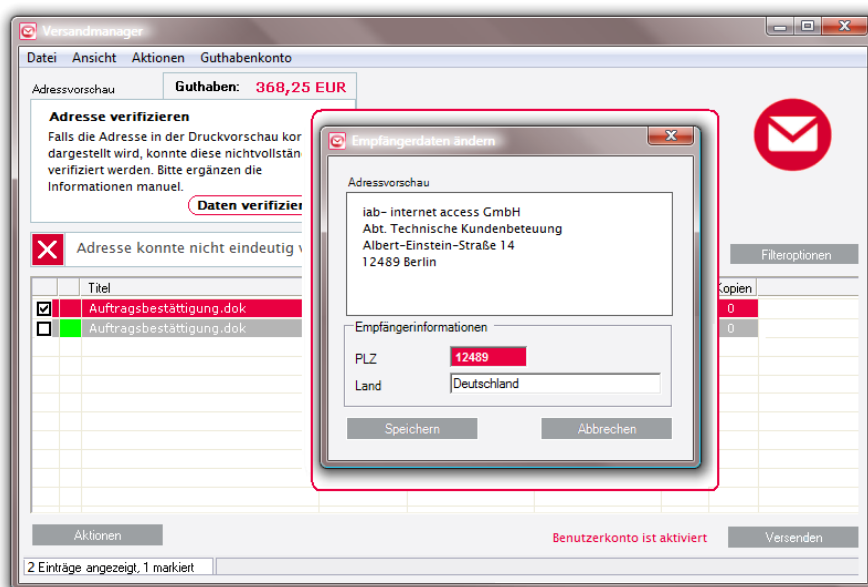 Versandmanager
Datei Ansicht Aktionen Guthabenkonto
Adressvorschau
Guthaben: 368,25 EUR
Adresse verifizieren
Falls die Adresse in der Druckvorschau kor
dargestellt wird, konnte diese nichtvollstän
verifiziert werden. Bitte ergänzen die
Informationen manuel.
Daten verifizier
Adresse konnte nicht eindeutig v
Filteroptionen
Titel
Kopien
Auftragsbestättigung.dok
0
Auftragsbestättigung.dok
0
Empfängerdaten ändern
Adressvorschau
iab- internet access GmbH
Abt. Technische Kundenbeteuung
Albert-Einstein-Straße 14
12489 Berlin
Empfängerinformationen
PLZ
12489
Land
Deutschland
Speichern
Abbrechen
Aktionen
Benutzerkonto ist aktiviert
Versenden
2 Einträge angezeigt, 1 markiert